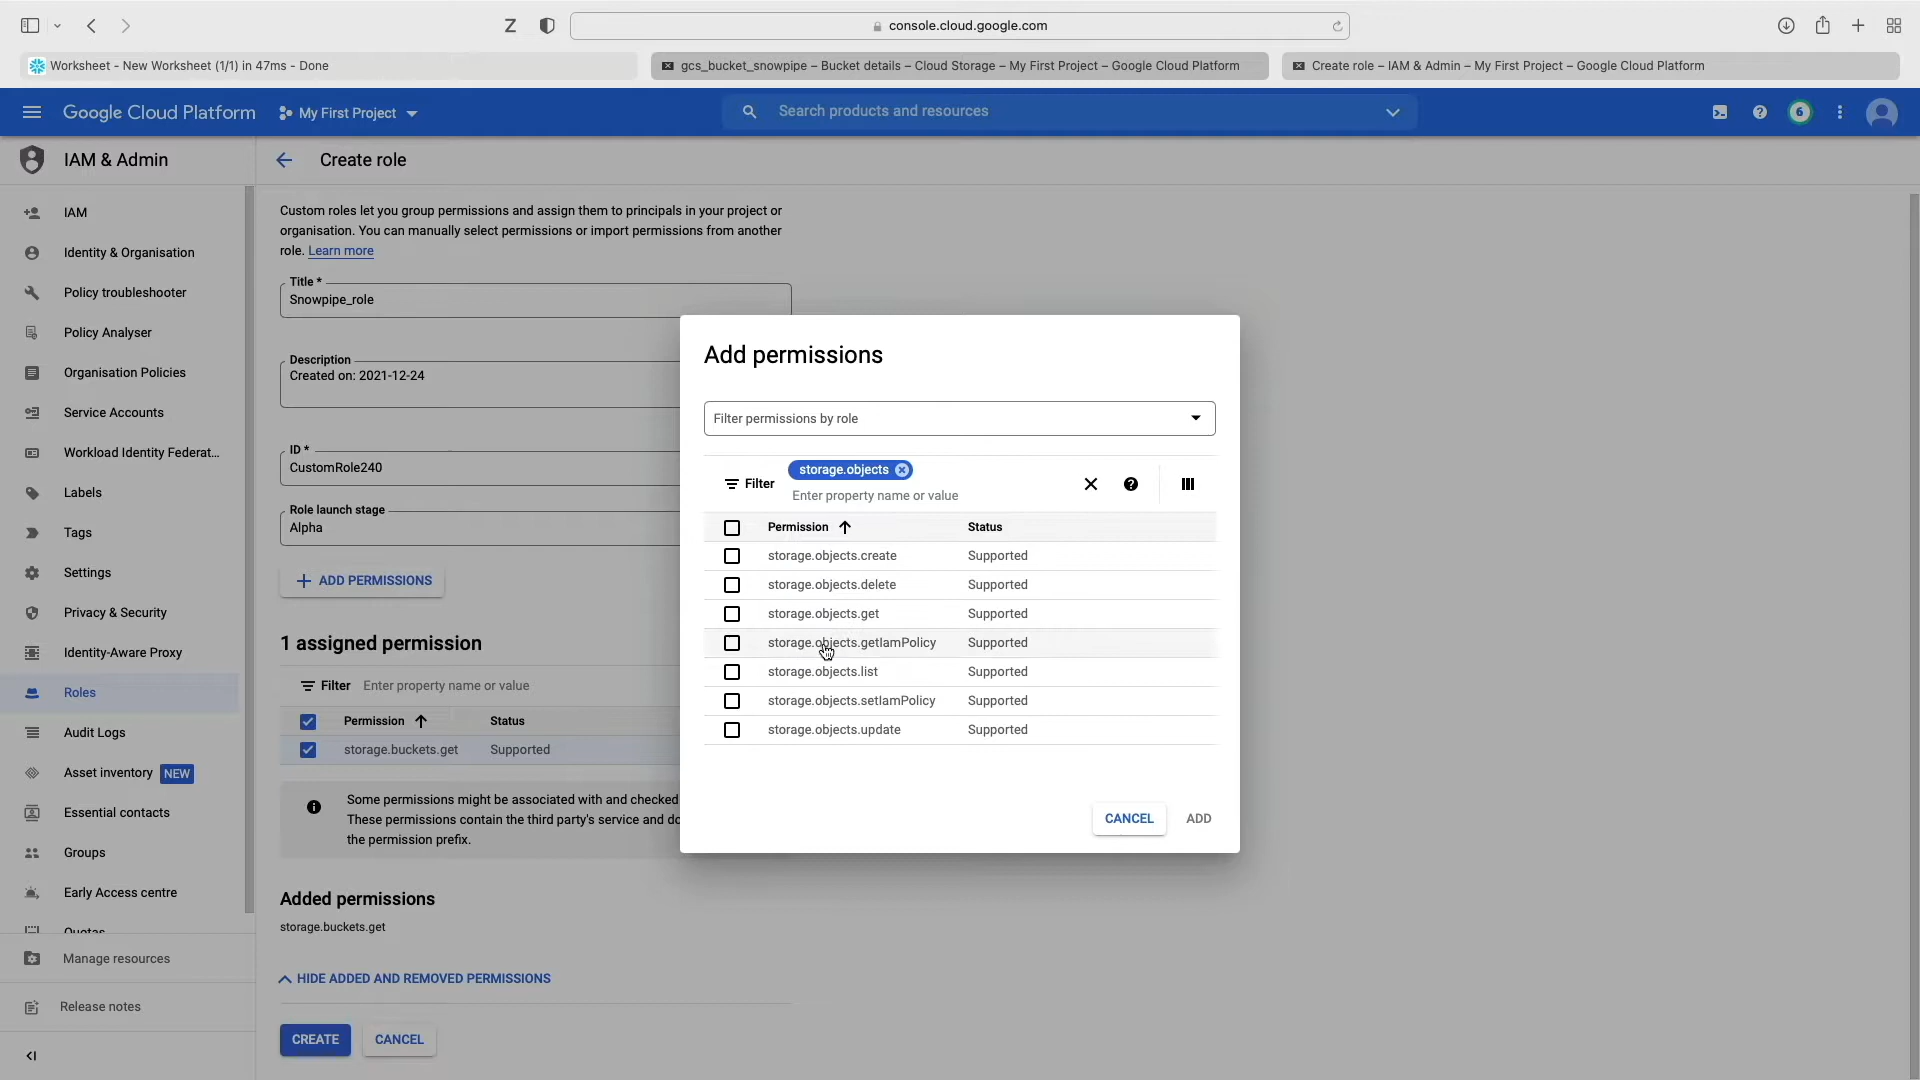 console.cloud.google.com
Worksheet - New Worksheet (1/1) in 47ms - Done
gcs_bucket_snowpipe – Bucket details – Cloud Storage – My First Project – Google Cloud Platform
Create role – IAM & Admin – My First Project – Google Cloud Platform
Google Cloud Platform
My First Project
Search products and resources
6
IAM & Admin
Create role
IAM
Identity & Organisation
Policy troubleshooter
Policy Analyser
Organisation Policies
Service Accounts
Workload Identity Federat...
Labels
Tags
Settings
Privacy & Security
Identity-Aware Proxy
Roles
Audit Logs
Asset inventory NEW
Essential contacts
Groups
Early Access centre
Quotas
Manage resources
Release notes
Custom roles let you group permissions and assign them to principals in your project or
organisation. You can manually select permissions or import permissions from another
role. Learn more
Title *
Snowpipe_role
Description
Created on: 2021-12-24
ID *
CustomRole240
Role launch stage
Alpha
ADD PERMISSIONS
1 assigned permission
Filter Enter property name or value
Permission Status
storage.buckets.get Supported
Some permissions might be associated with and checked
These permissions contain the third party's service and do
the permission prefix.
Added permissions
storage.buckets.get
HIDE ADDED AND REMOVED PERMISSIONS
CREATE CANCEL
Add permissions
Filter permissions by role
Filter storage.objects
Enter property name or value
Permission Status
storage.objects.create Supported
storage.objects.delete Supported
storage.objects.get Supported
storage.objects.getIamPolicy Supported
storage.objects.list Supported
storage.objects.setIamPolicy Supported
storage.objects.update Supported
CANCEL ADD